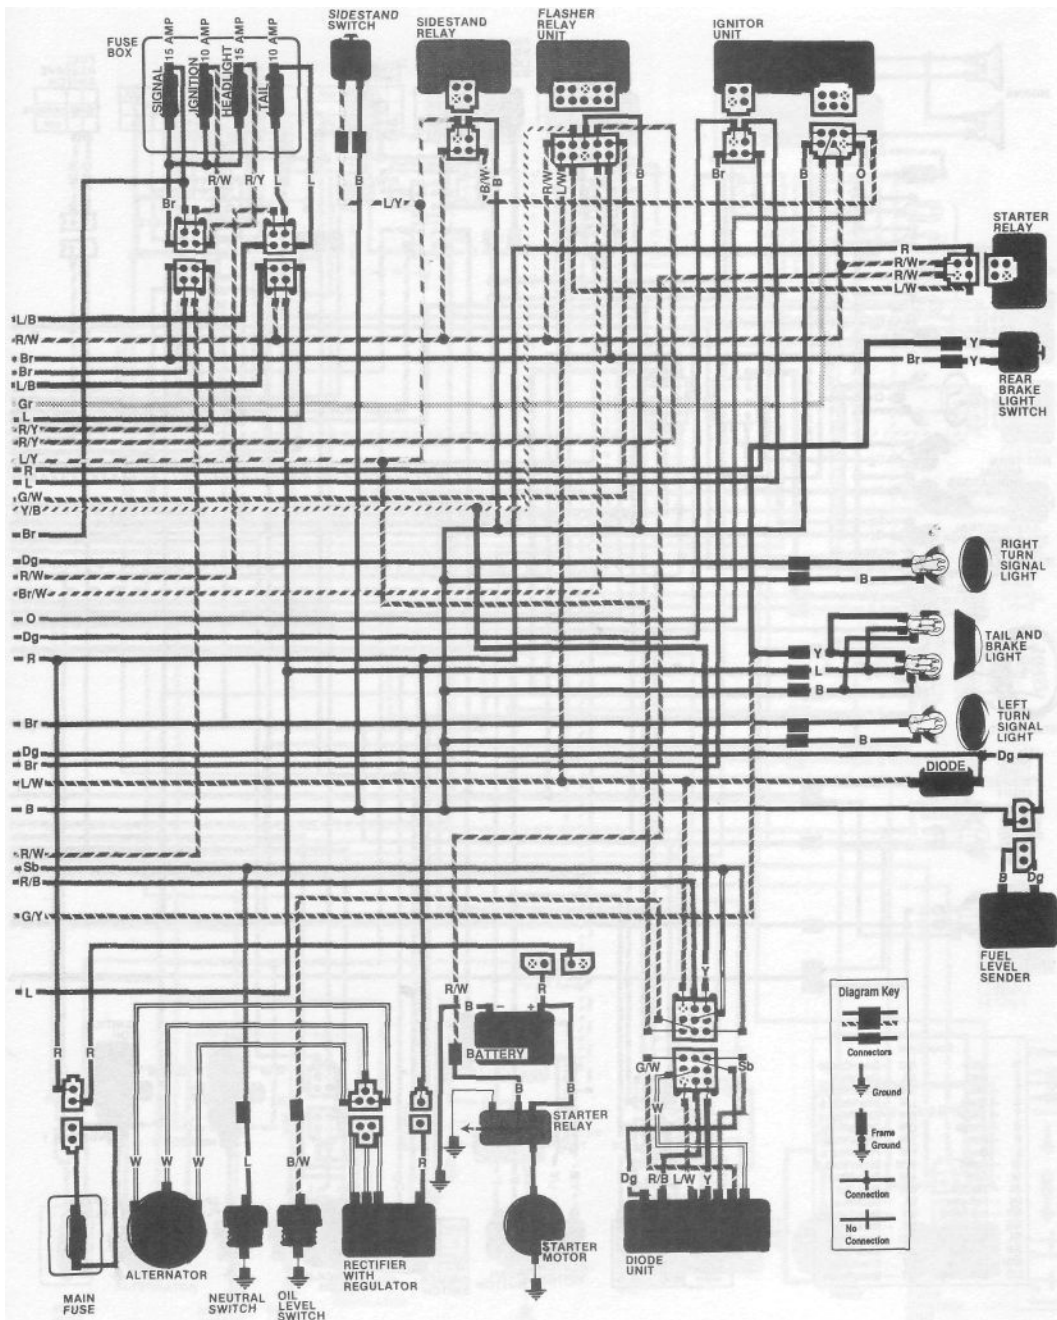 FUSE
BOX
SIGNAL
15 AMP
IGNITION
10 AMP
HEADLIGHT
15 AMP
TAIL
10 AMP
SIDESTAND
SWITCH
SIDESTAND
RELAY
FLASHER
RELAY
UNIT
IGNITOR
UNIT
R/W
R/Y
L
L
Br
B
L/Y
B/W
B
R/W
L/W
B
Br
B
O
STARTER
RELAY
R
R/W
R/W
L/W
L/B
R/W
Br
Br
L/B
Gr
L
R/Y
R/Y
L/Y
R
L
G/W
Y/B
Br
Dg
R/W
Br/W
O
Dg
R
Br
Dg
Br
L/W
B
R/W
Sb
R/B
G/Y
L
Br
Y
Y
REAR
BRAKE
LIGHT
SWITCH
B
RIGHT
TURN
SIGNAL
LIGHT
Y
L
B
TAIL AND
BRAKE
LIGHT
B
LEFT
TURN
SIGNAL
LIGHT
Dg
DIODE
B
Dg
FUEL
LEVEL
SENDER
R
R
W
W
W
L
B/W
R
R/W
B
−
+
R
BATTERY
B
B
STARTER
RELAY
Y
G/W
Sb
W
Dg
R/B
L/W
Y
MAIN
FUSE
ALTERNATOR
NEUTRAL
SWITCH
OIL
LEVEL
SWITCH
RECTIFIER
WITH
REGULATOR
STARTER
MOTOR
DIODE
UNIT
Diagram Key
Connectors
Ground
Frame
Ground
Connection
No
Connection